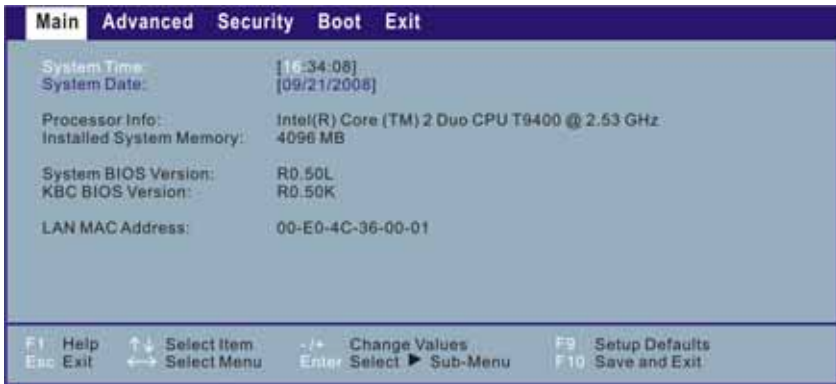 Main Advanced Security Boot Exit
System Time: [16:34:08]
System Date: [09/21/2008]
Processor Info: Intel(R) Core (TM) 2 Duo CPU T9400 @ 2.53 GHz
Installed System Memory: 4096 MB
System BIOS Version: R0.50L
KBC BIOS Version: R0.50K
LAN MAC Address: 00-E0-4C-36-00-01
F1 Help ↑↓ Select Item -/+ Change Values F9 Setup Defaults
Esc Exit ←→ Select Menu Enter Select ▶ Sub-Menu F10 Save and Exit